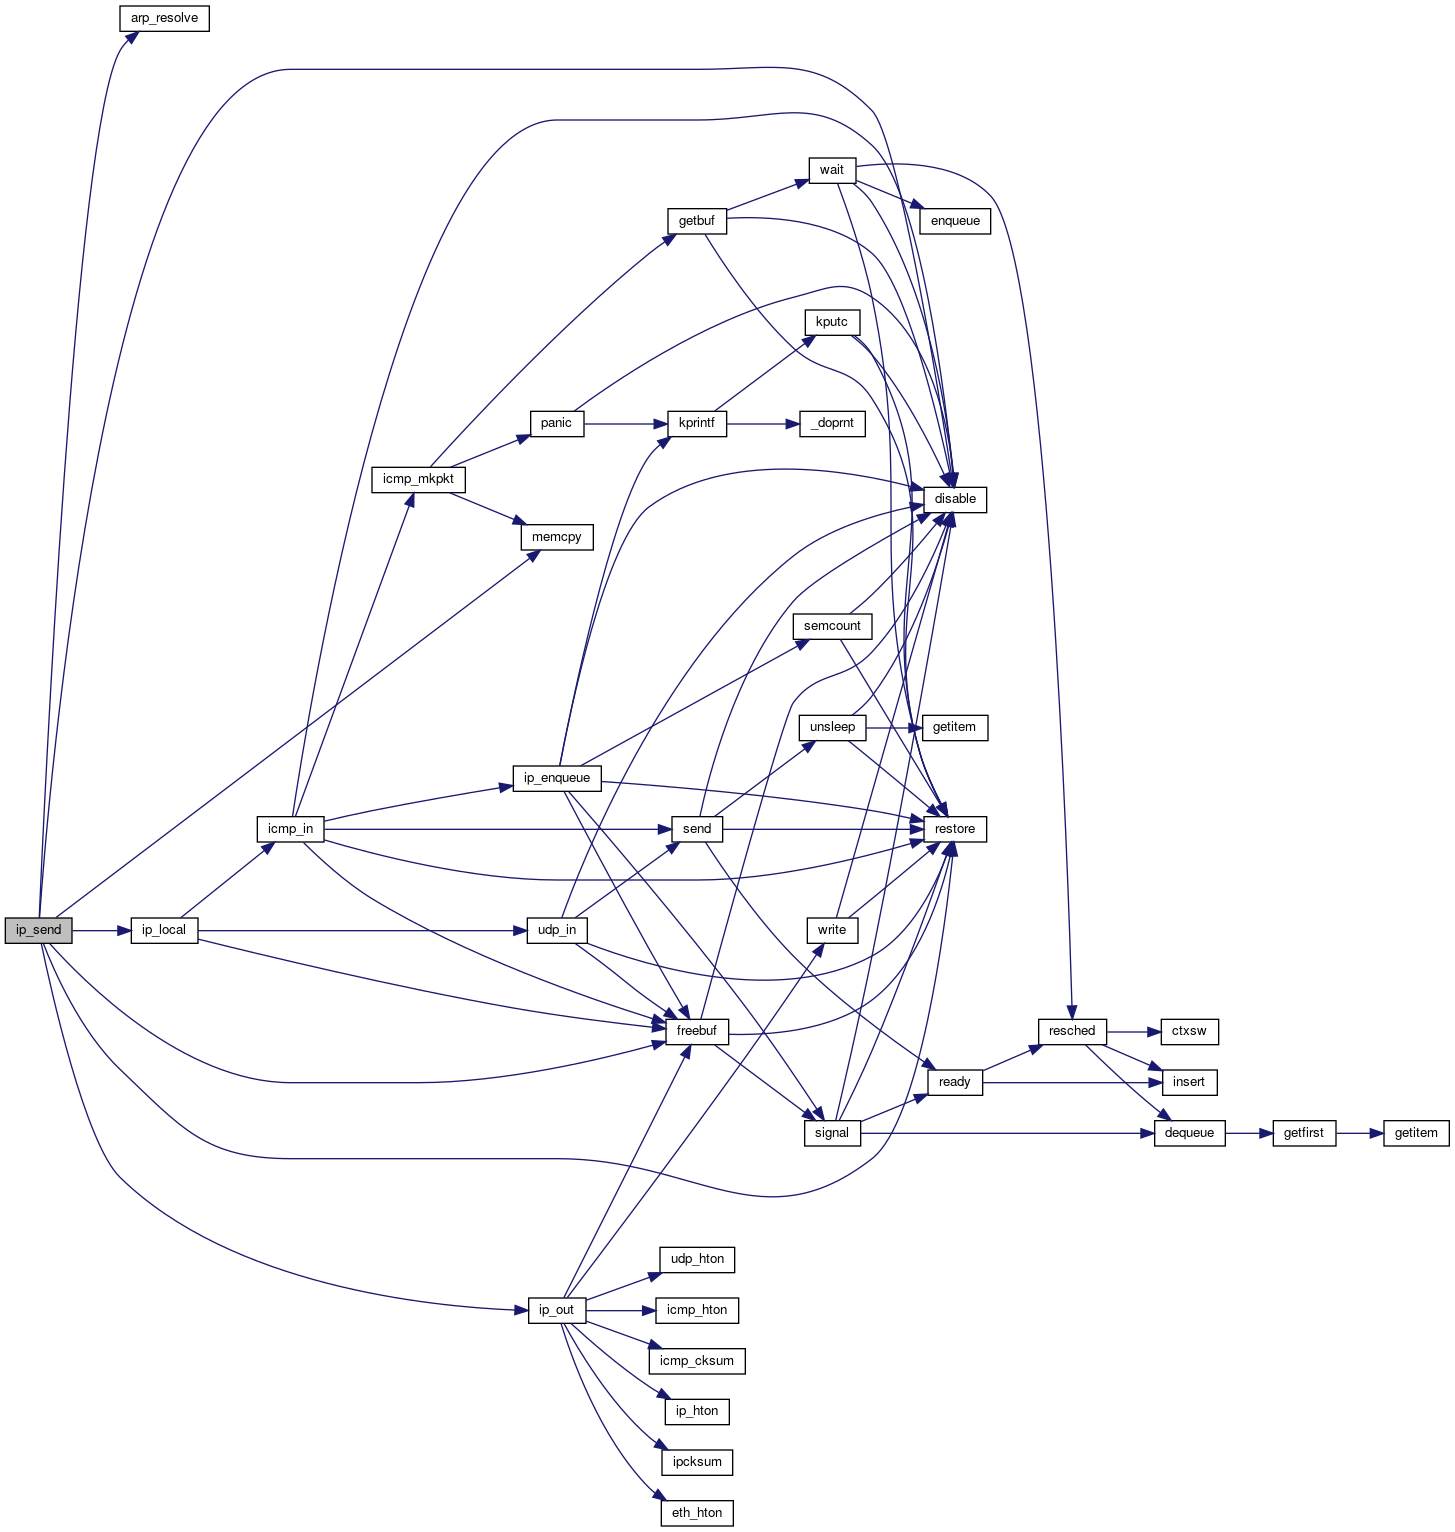 arp_resolve
wait
getbuf
enqueue
kputc
panic
kprintf
_doprnt
icmp_mkpkt
disable
memcpy
semcount
unsleep
getitem
ip_enqueue
icmp_in
send
restore
ip_send
ip_local
udp_in
write
freebuf
resched
ctxsw
ready
insert
signal
dequeue
getfirst
getitem
udp_hton
ip_out
icmp_hton
icmp_cksum
ip_hton
ipcksum
eth_hton